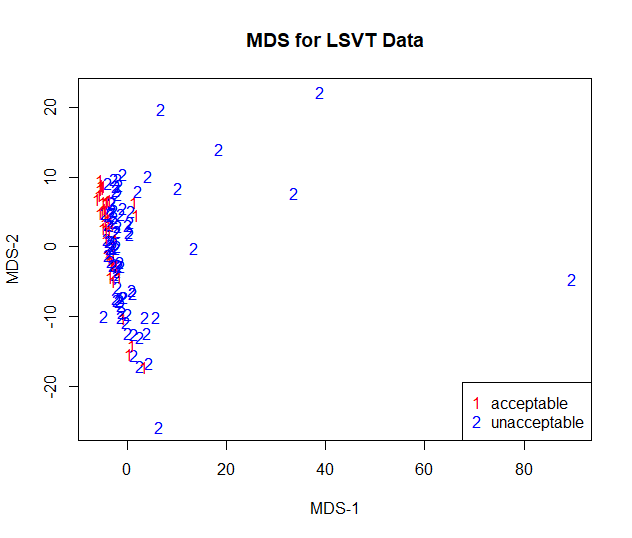 MDS for LSVT Data
MDS-2
20
10
0
-10
-20
0 20 40 60 80
MDS-1
1 acceptable
2 unacceptable